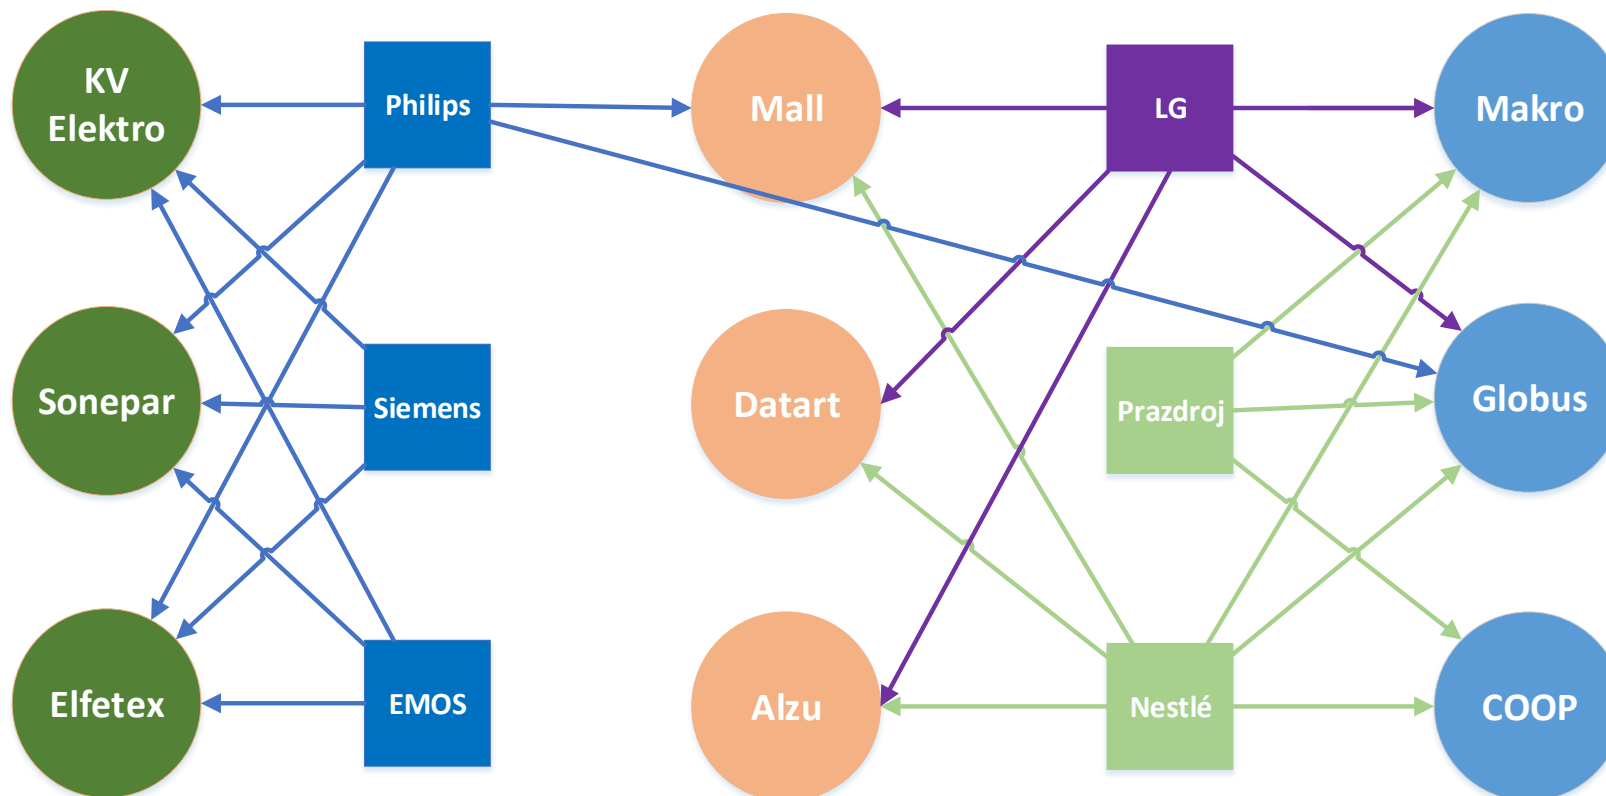 KV
Elektro
Philips
Mall
LG
Makro
Sonepar
Siemens
Datart
Prazdroj
Globus
Elfetex
EMOS
Alzu
Nestlé
COOP